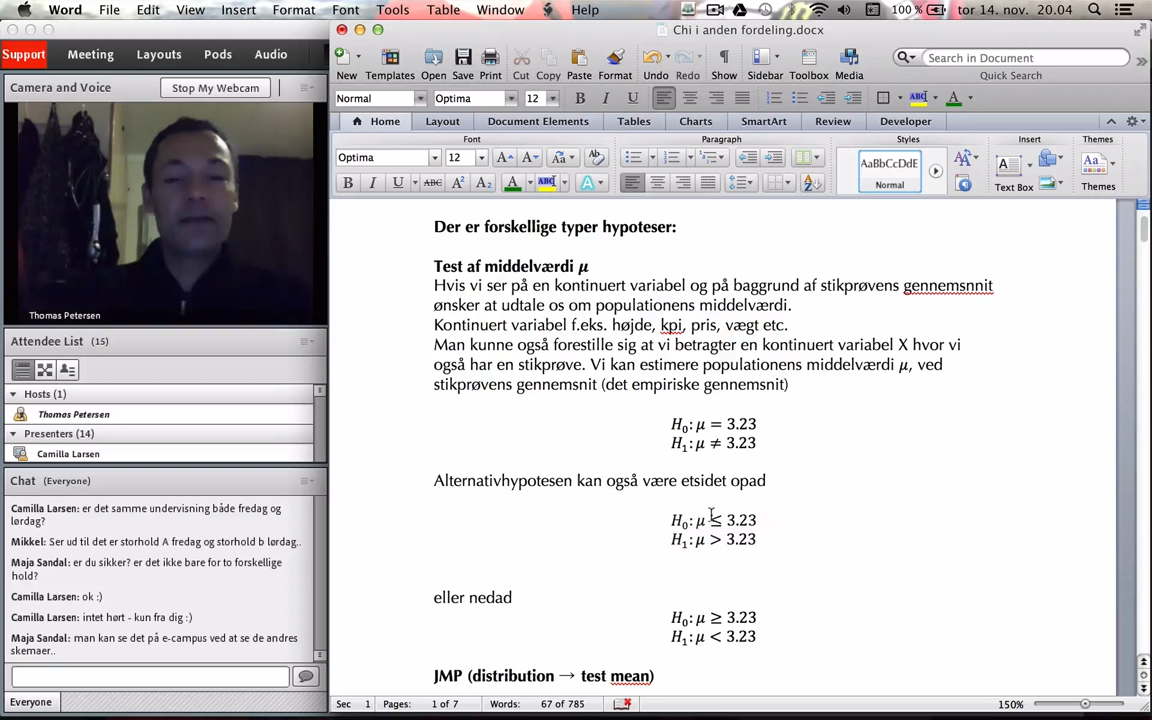 Word File Edit View Insert Format Font Tools Table Window Help 100 % tor 14. nov. 20.04
Support Meeting Layouts Pods Audio
Camera and Voice Stop My Webcam
Thomas Petersen
Attendee List (15)
Hosts (1)
Thomas Petersen
Presenters (14)
Camilla Larsen
Chat (Everyone)
Camilla Larsen: er det samme undervisning både fredag og
lørdag?
Mikkel: Ser ud til det er storhold A fredag og storhold b lørdag..
Maja Sandal: er du sikker? er det ikke bare for to forskellige
hold?
Camilla Larsen: ok :)
Camilla Larsen: intet hørt - kun fra dig :)
Maja Sandal: man kan se det på e-campus ved at se de andres
skemaer..
Everyone
Chi i anden fordeling.docx
New Templates Open Save Print Cut Copy Paste Format Undo Redo Show Sidebar Toolbox Media
Search in Document
Quick Search
Normal Optima 12 B I U ABC A
Home Layout Document Elements Tables Charts SmartArt Review Developer
Font Paragraph Styles Insert Themes
Optima 12 A A Aa
B I U ABC A² A₂ A ABC A
AaBbCcDdE
Normal
Text Box
Themes
Der er forskellige typer hypoteser:
Test af middelværdi μ
Hvis vi ser på en kontinuert variabel og på baggrund af stikprøvens gennemsnnit
ønsker at udtale os om populationens middelværdi.
Kontinuert variabel f.eks. højde, kpi, pris, vægt etc.
Man kunne også forestille sig at vi betragter en kontinuert variabel X hvor vi
også har en stikprøve. Vi kan estimere populationens middelværdi μ, ved
stikprøvens gennemsnit (det empiriske gennemsnit)
H₀: μ = 3.23
H₁: μ ≠ 3.23
Alternativhypotesen kan også være etsidet opad
H₀: μ ≤ 3.23
H₁: μ > 3.23
eller nedad
H₀: μ ≥ 3.23
H₁: μ < 3.23
JMP (distribution → test mean)
Sec 1 Pages: 1 of 7 Words: 67 of 785 150%